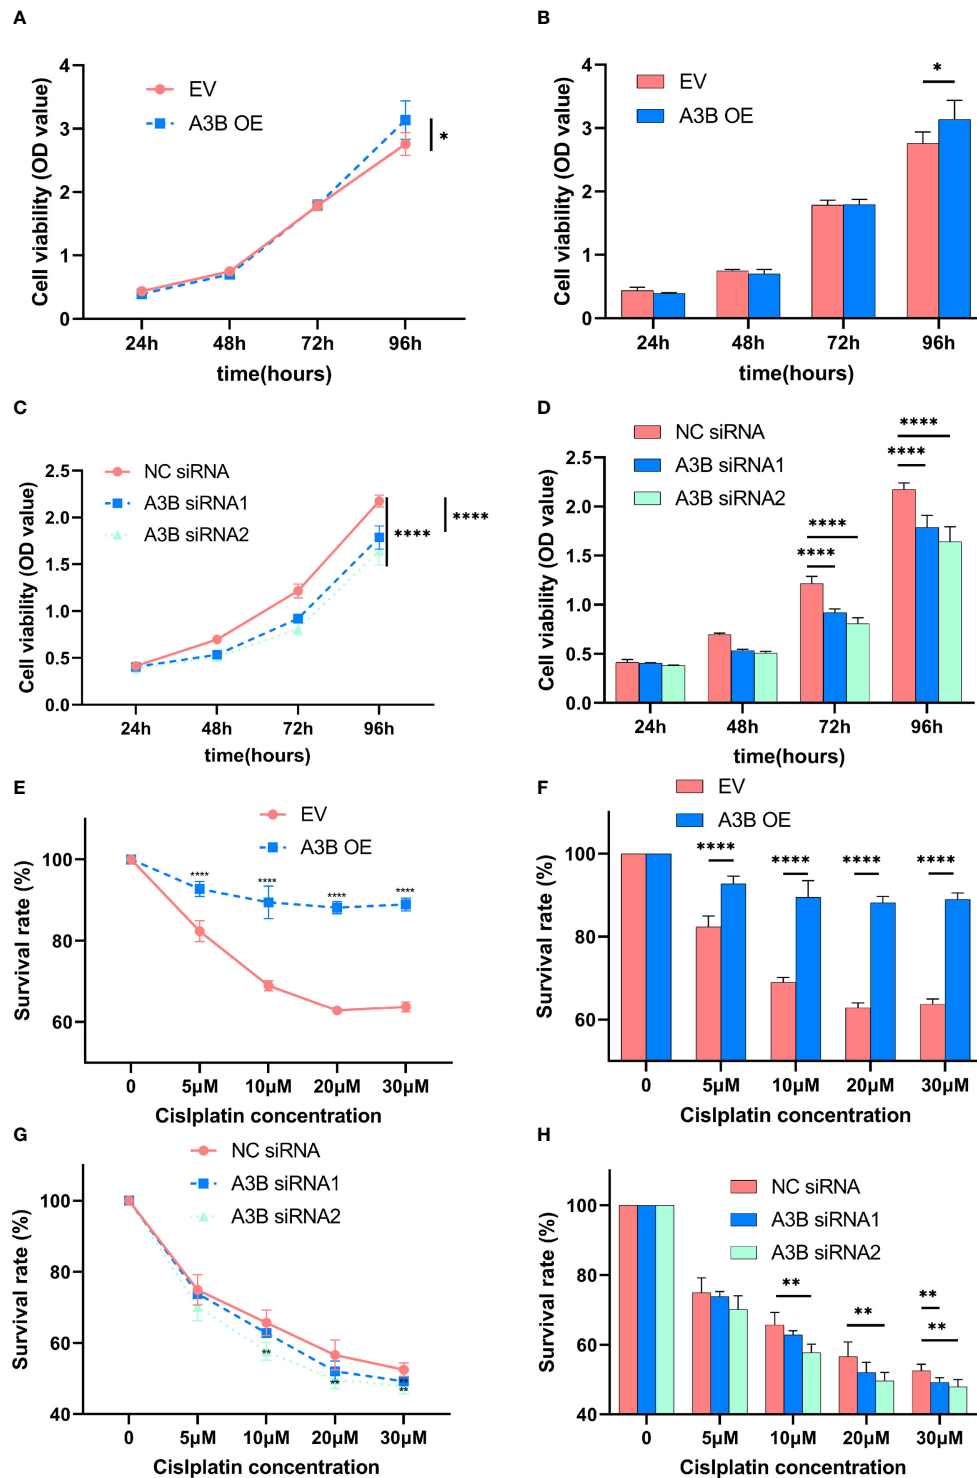 A
4
3
2
1
0
Cell viability (OD value)
EV
A3B OE
*
24h 48h 72h 96h
time(hours)
B
4
3
2
1
0
Cell viability (OD value)
EV
A3B OE
*
24h 48h 72h 96h
time(hours)
C
2.5
2.0
1.5
1.0
0.5
0.0
Cell viability (OD value)
NC siRNA
A3B siRNA1
A3B siRNA2
****
****
24h 48h 72h 96h
time(hours)
D
2.5
2.0
1.5
1.0
0.5
0.0
Cell viability (OD value)
NC siRNA
A3B siRNA1
A3B siRNA2
****
****
****
****
24h 48h 72h 96h
time(hours)
E
100
80
60
Survival rate (%)
EV
A3B OE
**** **** **** ****
0 5μM 10μM 20μM 30μM
Cislplatin concentration
F
100
80
60
Survival rate (%)
EV
A3B OE
**** **** **** ****
0 5μM 10μM 20μM 30μM
Cislplatin concentration
G
100
80
60
40
Survival rate (%)
NC siRNA
A3B siRNA1
A3B siRNA2
** ** **
**
0 5μM 10μM 20μM 30μM
Cislplatin concentration
H
100
80
60
40
Survival rate (%)
NC siRNA
A3B siRNA1
A3B siRNA2
** ** **
**
0 5μM 10μM 20μM 30μM
Cislplatin concentration